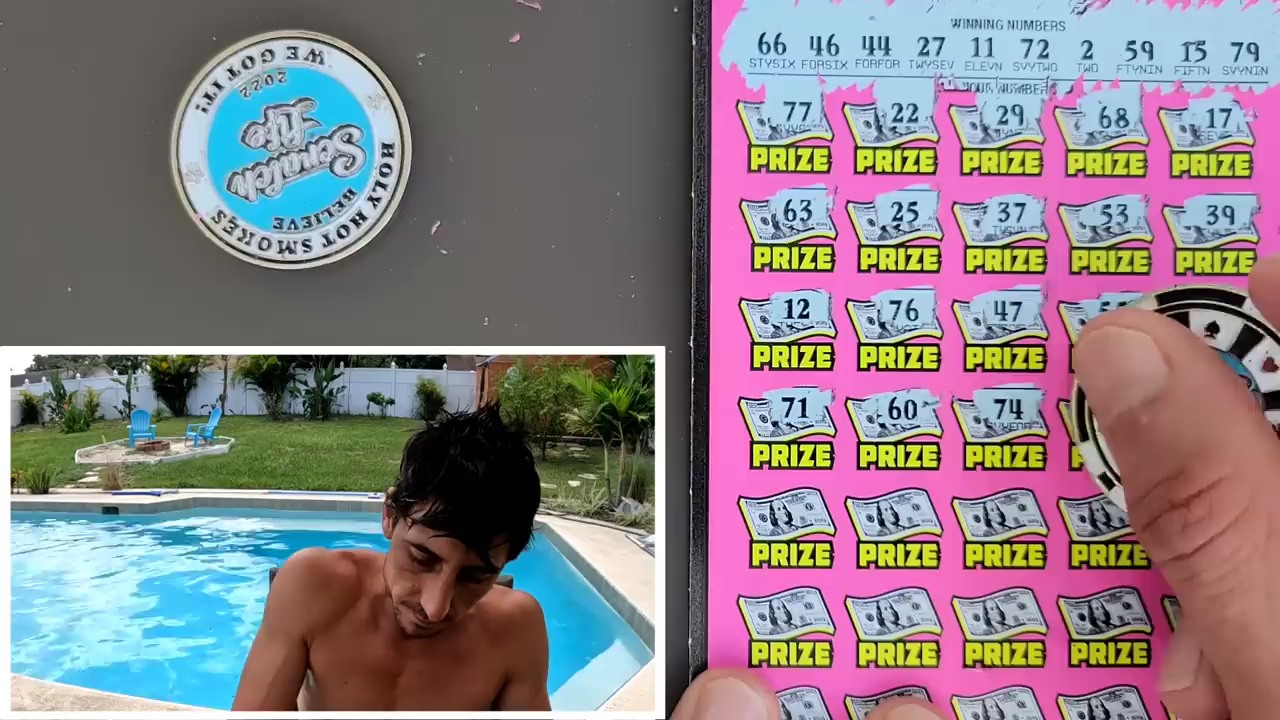 WE GOT IT!
2022
Scratch
Life
BELIEVE
HOLY HOT SMOKES
WINNING NUMBERS
66 46 44 27 11 72 2 59 15 79
STYSIX FORSIX FORFOR TWYSEV ELEVN SVYTWO TWO FTYNIN FIFTN SVYNIN
YOUR NUMBERS
77 22 29 68 17
PRIZE PRIZE PRIZE PRIZE PRIZE
63 25 37 53 39
PRIZE PRIZE PRIZE PRIZE PRIZE
12 76 47
PRIZE PRIZE PRIZE
71 60 74
PRIZE PRIZE PRIZE
PRIZE PRIZE PRIZE PRIZE
PRIZE PRIZE PRIZE PRIZE